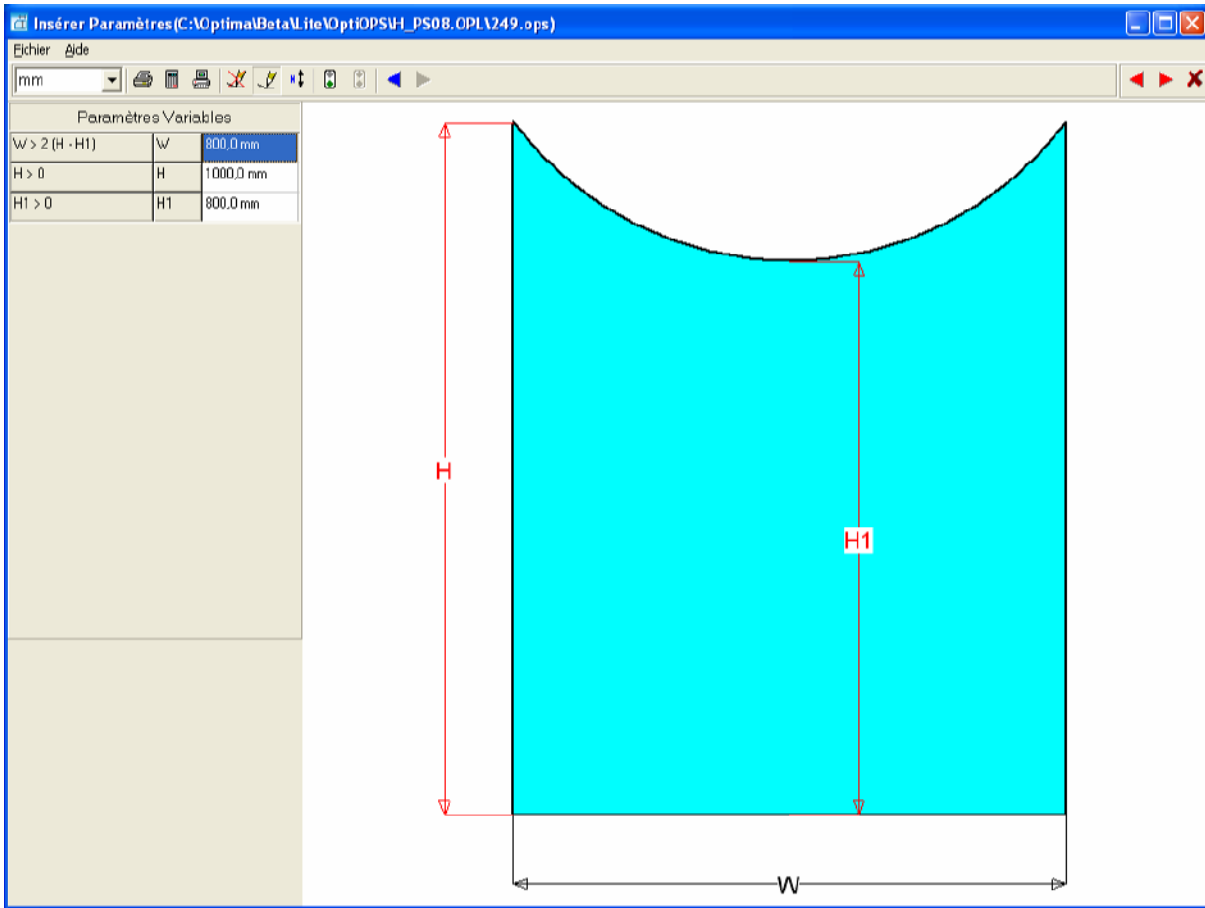 Insérer Paramètres(C:\Optima\Beta\Lite\OptiOPS\H_PS08.OPL\249.ops)
Fichier Aide
mm
Paramètres Variables
W > 2 (H - H1) W 800,0 mm
H > 0 H 1000,0 mm
H1 > 0 H1 800,0 mm
H
H1
W